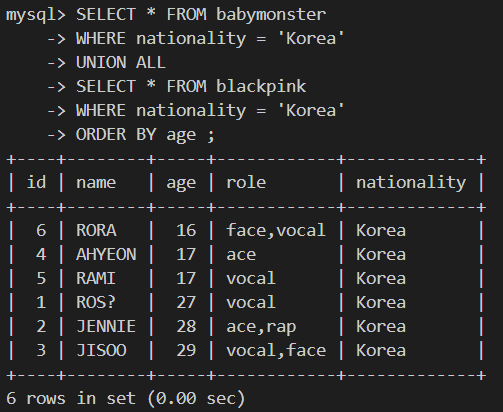 mysql> SELECT * FROM babymonster
    -> WHERE nationality = 'Korea'
    -> UNION ALL
    -> SELECT * FROM blackpink
    -> WHERE nationality = 'Korea'
    -> ORDER BY age ;
+----+--------+-----+------------+-------------+
| id | name   | age | role       | nationality |
+----+--------+-----+------------+-------------+
|  6 | RORA   |  16 | face,vocal | Korea       |
|  4 | AHYEON |  17 | ace        | Korea       |
|  5 | RAMI   |  17 | vocal      | Korea       |
|  1 | ROS?   |  27 | vocal      | Korea       |
|  2 | JENNIE |  28 | ace,rap    | Korea       |
|  3 | JISOO  |  29 | vocal,face | Korea       |
+----+--------+-----+------------+-------------+
6 rows in set (0.00 sec)